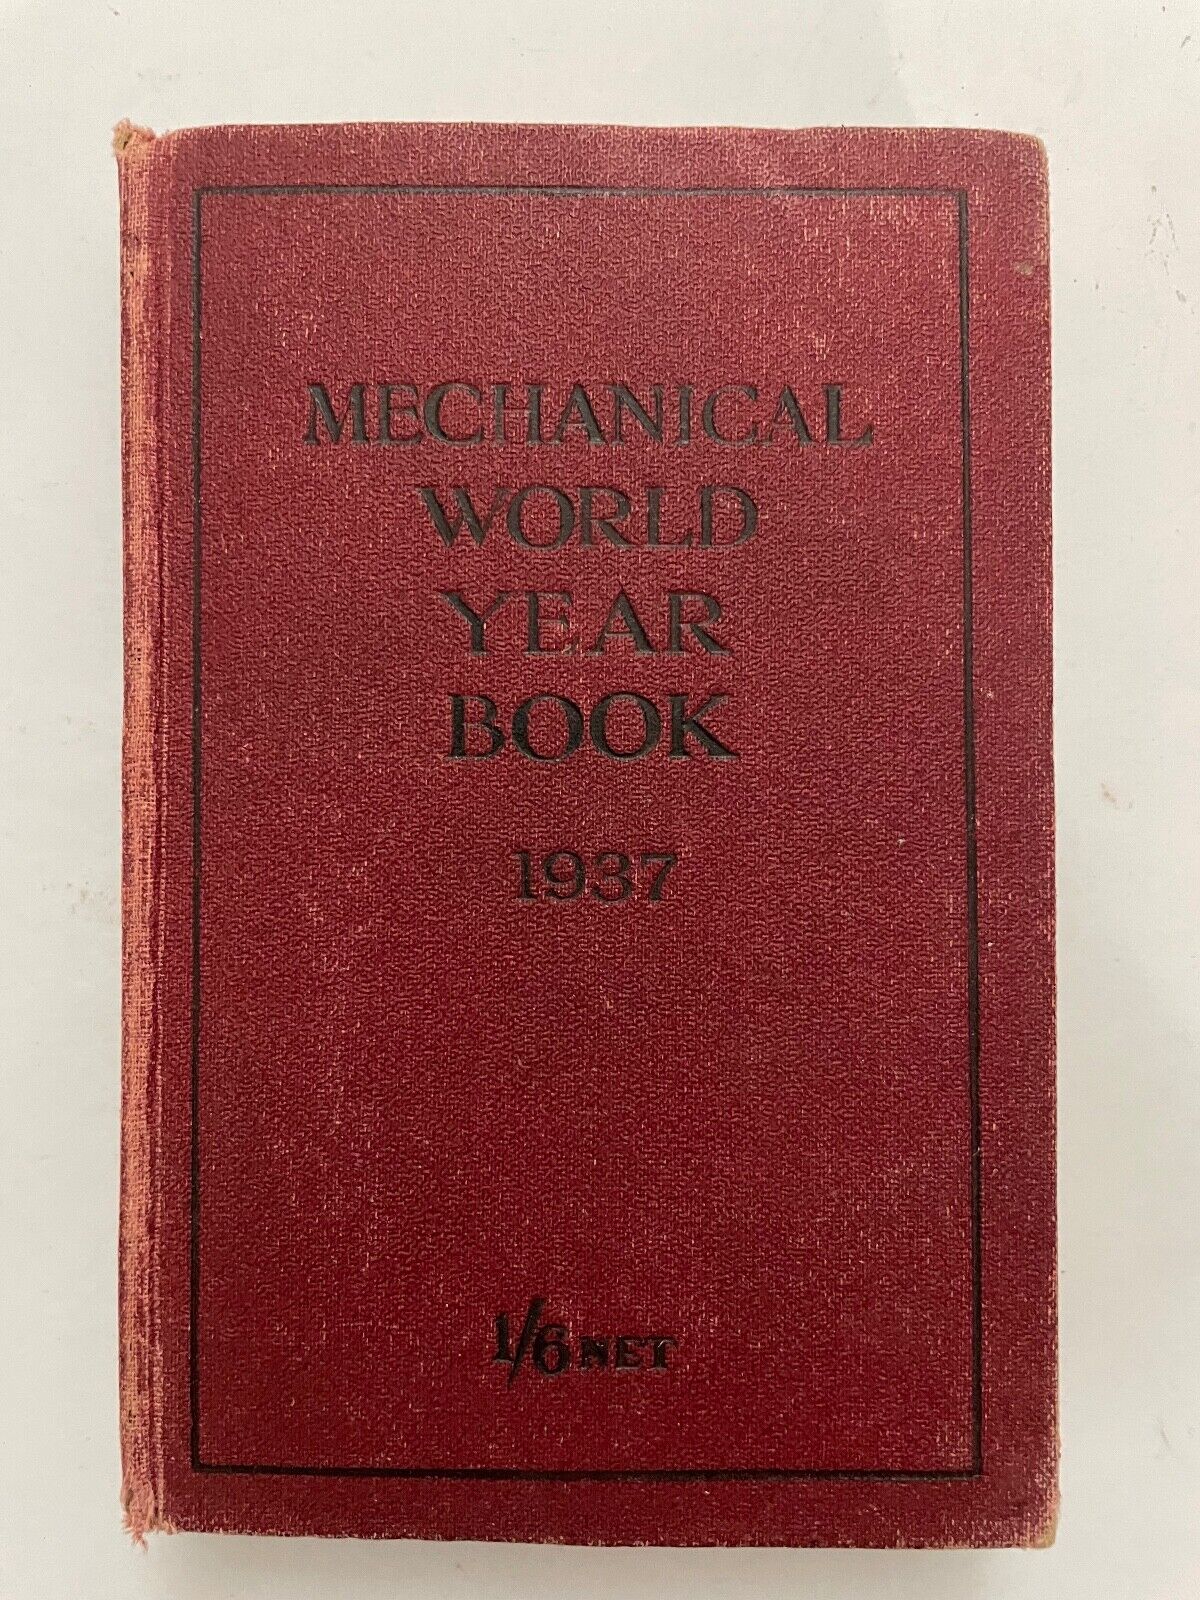 MECHANICAL
WORLD
YEAR
BOOK
1937
1/6 NET